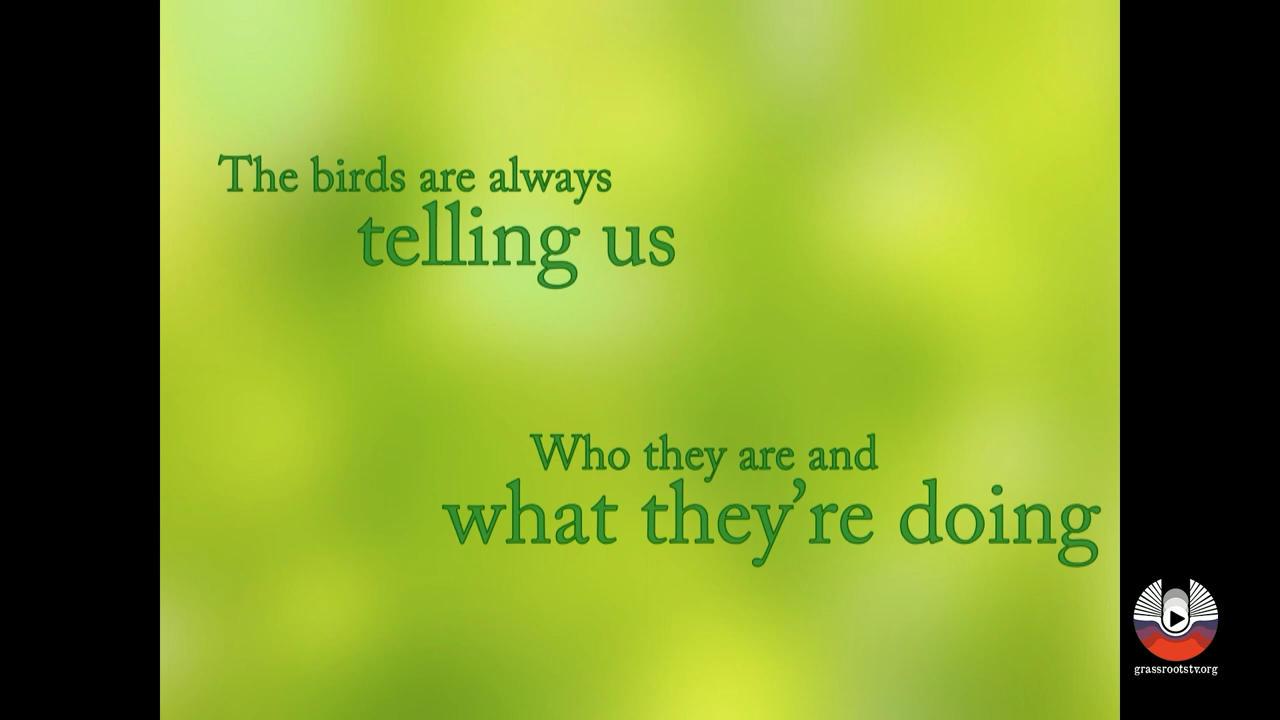 The birds are always
telling us
Who they are and
what they're doing
grassrootstv.org